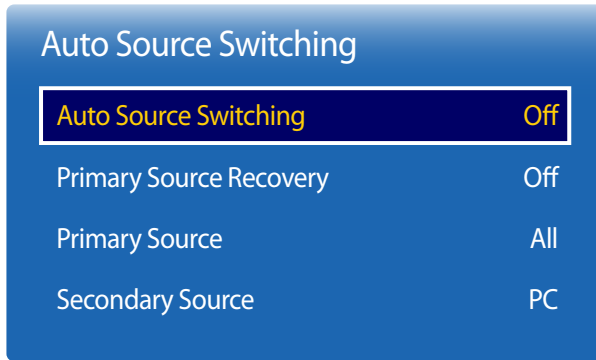 Auto Source Switching
Auto Source Switching Off
Primary Source Recovery Off
Primary Source All
Secondary Source PC